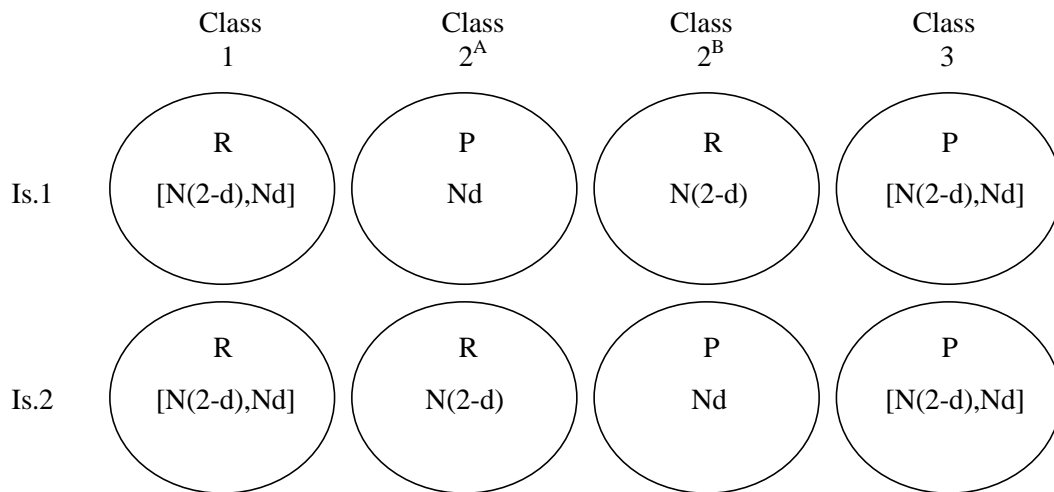 Class Class Class Class
1 2^A 2^B 3
R P R P
Is.1 [N(2-d),Nd] Nd N(2-d) [N(2-d),Nd]
R R P P
Is.2 [N(2-d),Nd] N(2-d) Nd [N(2-d),Nd]